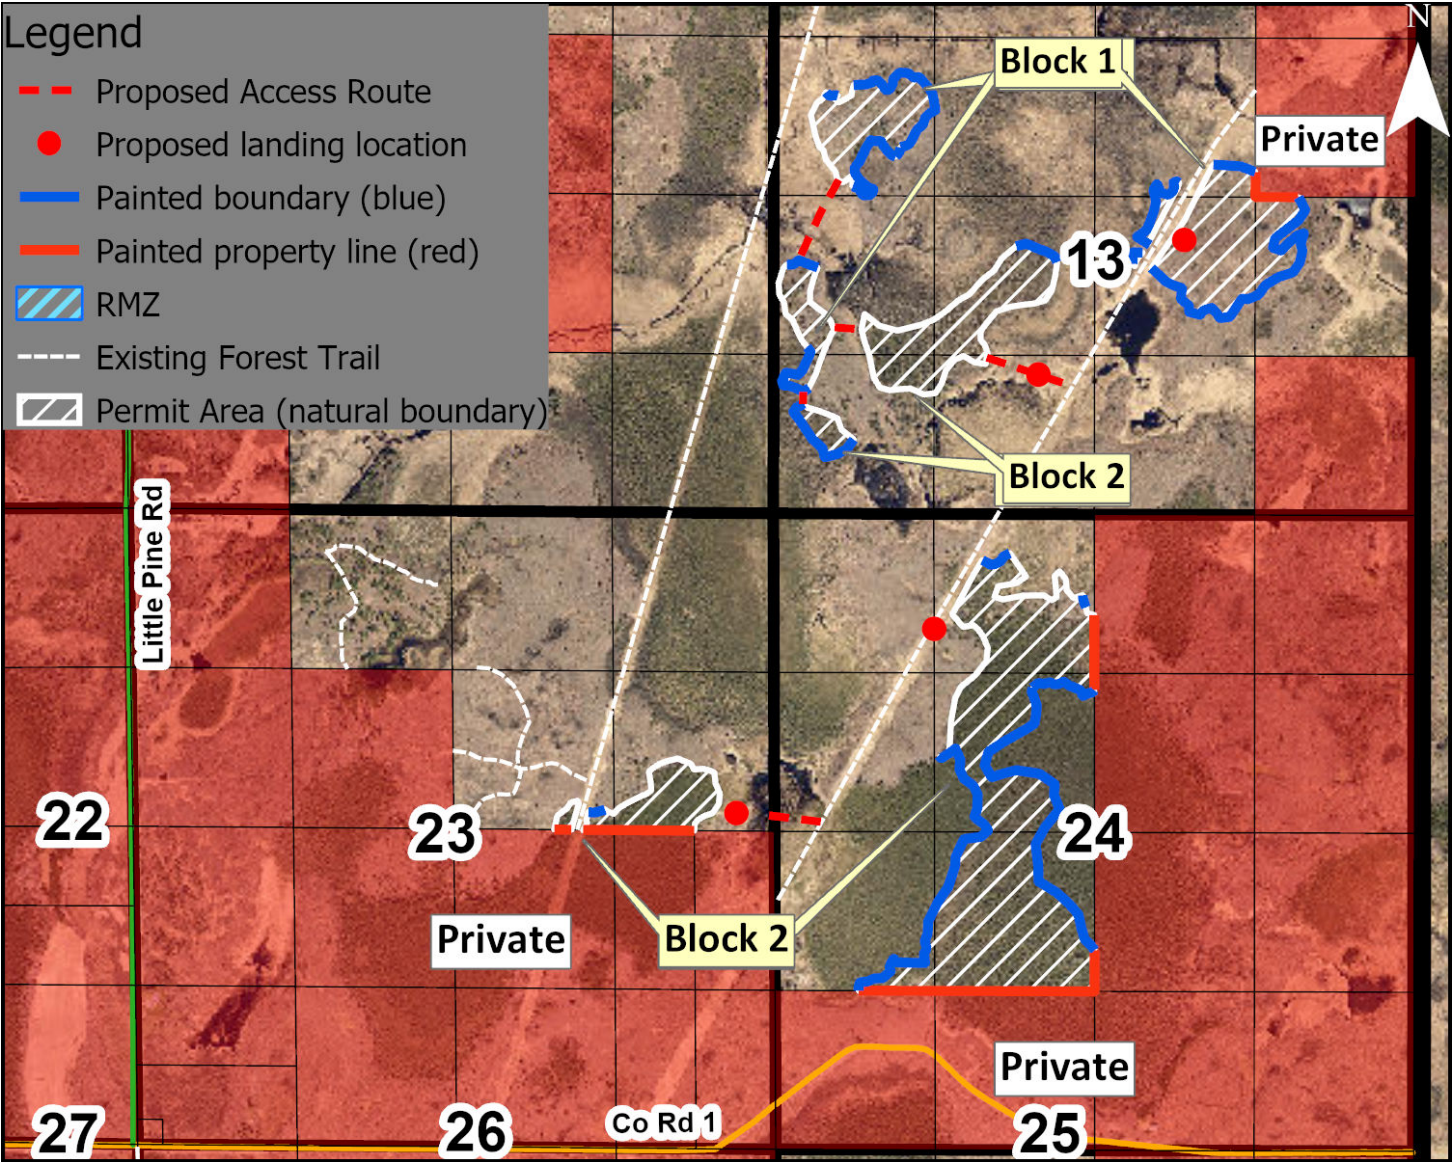 Legend
Proposed Access Route
Proposed landing location
Painted boundary (blue)
Painted property line (red)
RMZ
Existing Forest Trail
Permit Area (natural boundary)
N
Block 1
Private
13
Block 2
Little Pine Rd
22
23
24
Private
Block 2
Private
27
26
Co Rd 1
25